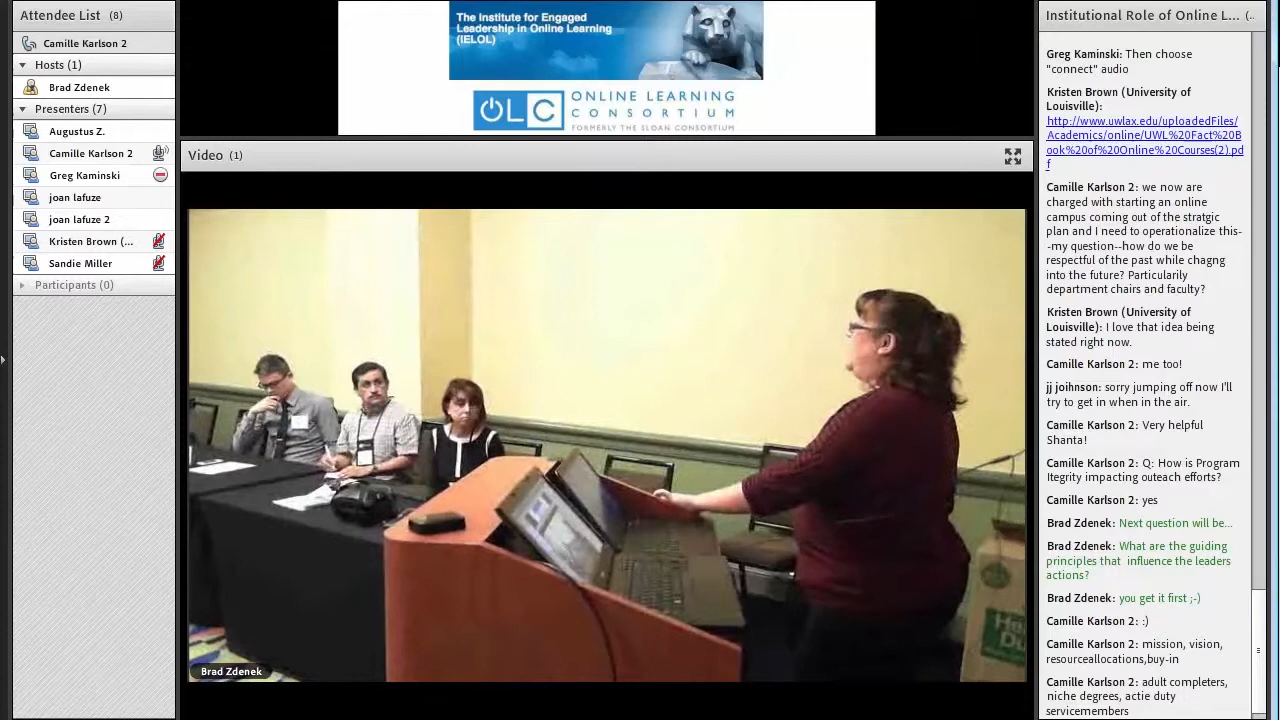 Attendee List (8)
Camille Karlson 2
Hosts (1)
Brad Zdenek
Presenters (7)
Augustus Z.
Camille Karlson 2
Greg Kaminski
joan lafuze
joan lafuze 2
Kristen Brown (...
Sandie Miller
Participants (0)
The Institute for Engaged
Leadership in Online Learning
(IELOL)
OLC
ONLINE LEARNING
CONSORTIUM
FORMERLY THE SLOAN CONSORTIUM
Video (1)
Brad Zdenek
Institutional Role of Online L... (..
Greg Kaminski: Then choose
"connect" audio
Kristen Brown (University of
Louisville):
http://www.uwlax.edu/uploadedFiles/
Academics/online/UWL%20Fact%20B
ook%20of%20Online%20Courses(2).pd
f
Camille Karlson 2: we now are
charged with starting an online
campus coming out of the stratgic
plan and I need to operationalize this-
-my question--how do we be
respectful of the past while chagng
into the future? Particularily
department chairs and faculty?
Kristen Brown (University of
Louisville): I love that idea being
stated right now.
Camille Karlson 2: me too!
jj johnson: sorry jumping off now I'll
try to get in when in the air.
Camille Karlson 2: Very helpful
Shanta!
Camille Karlson 2: Q: How is Program
Itegrity impacting outeach efforts?
Camille Karlson 2: yes
Brad Zdenek: Next question will be...
Brad Zdenek: What are the guiding
principles that influence the leaders
actions?
Brad Zdenek: you get it first ;-)
Camille Karlson 2: :)
Camille Karlson 2: mission, vision,
resourceallocations,buy-in
Camille Karlson 2: adult completers,
niche degrees, actie duty
servicemembers